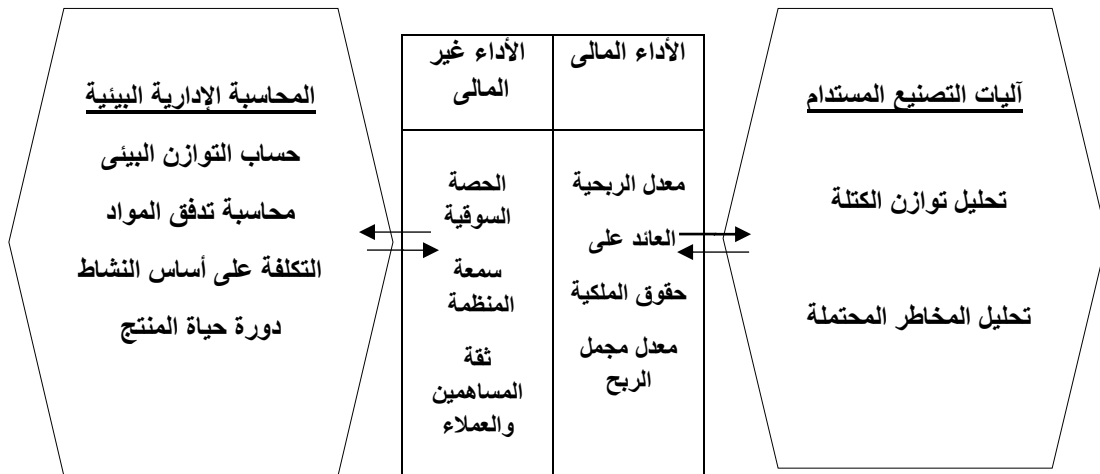 آليات التصنيع المستدام
تحليل توازن الكتلة
تحليل المخاطر المحتملة
الأداء المالى
معدل الربحية
العائد على
حقوق الملكية
معدل مجمل
الربح
الأداء غير
المالى
الحصة
السوقية
سمعة
المنظمة
ثقة
المساهمين
والعملاء
المحاسبة الإدارية البيئية
حساب التوازن البيئى
محاسبة تدفق المواد
التكلفة على أساس النشاط
دورة حياة المنتج